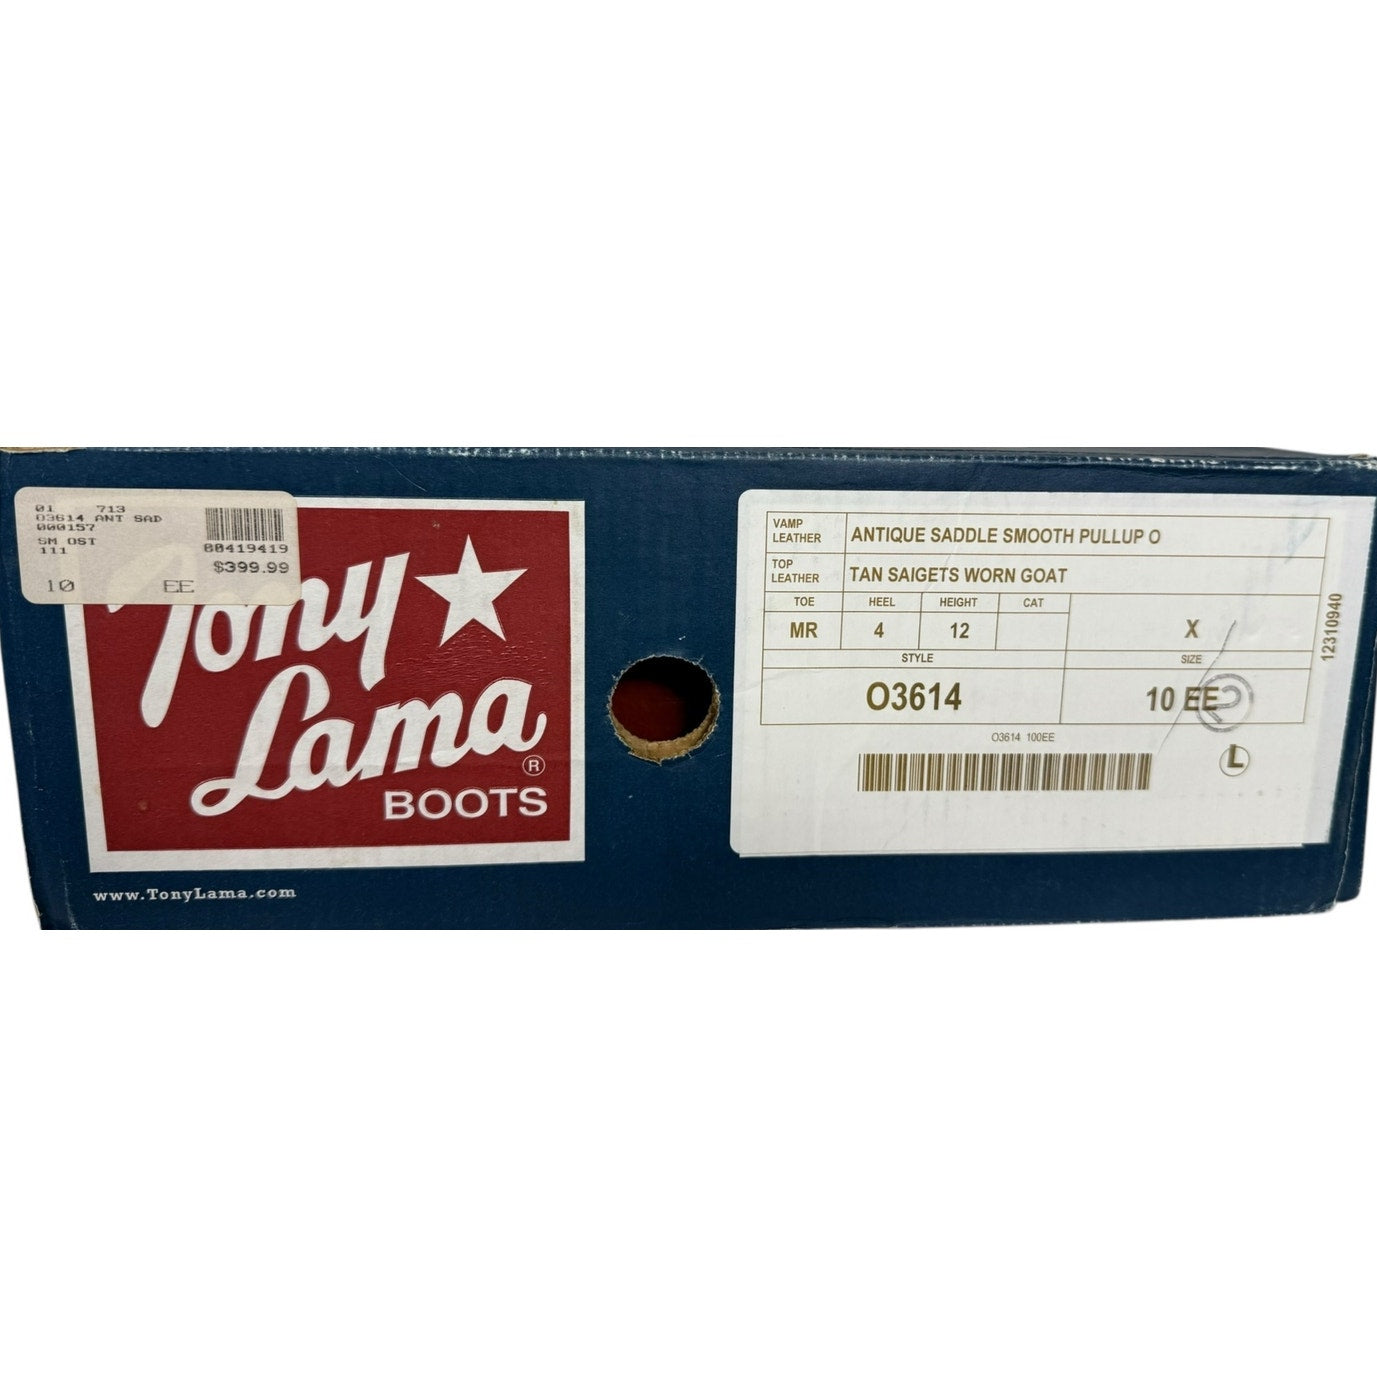 01 713
O3614 ANT SAD
000157
SM OST
111
00419419
$399.99
10 EE
Tony
Lama
®
BOOTS
www.TonyLama.com
VAMP LEATHER ANTIQUE SADDLE SMOOTH PULLUP O
TOP LEATHER TAN SAIGETS WORN GOAT
TOE HEEL HEIGHT CAT
MR 4 12 X
STYLE SIZE
O3614 10 EE
O3614 100EE
L
12310940